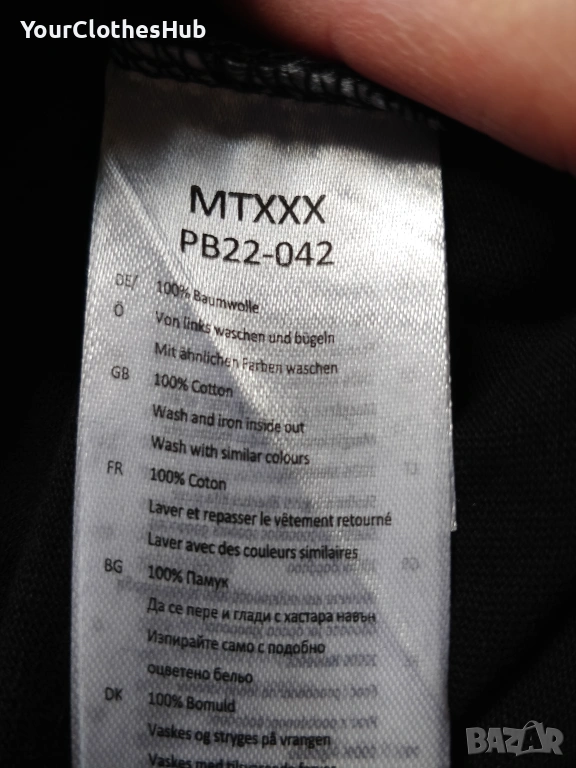 YourClothesHub
MTXXX
PB22-042
DE/ 100% Baumwolle
Ö Von links waschen und bügeln
Mit ähnlichen Farben waschen
GB 100% Cotton
Wash and iron inside out
Wash with similar colours
FR 100% Coton
Laver et repasser le vêtement retourné
Laver avec des couleurs similaires
BG 100% Памук
Да се пере и глади с хастара навън
Изпирайте само с подобно
оцветено бельо
DK 100% Bomuld
Vaskes og stryges på vrangen
Vaskes med
BAZAR